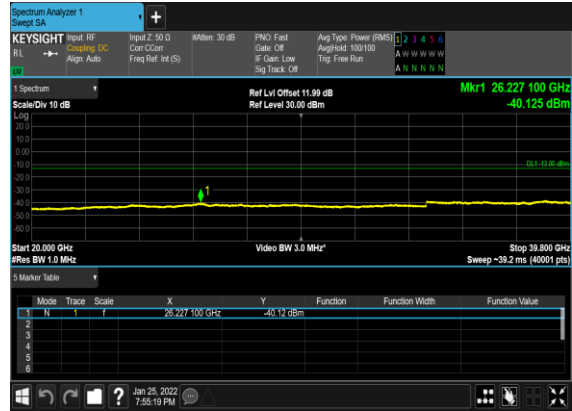 Spectrum Analyzer 1
Swept SA
+
KEYSIGHT Input: RF Input Z: 50 Ω #Atten: 30 dB PNO: Fast Avg Type: Power (RMS) 1 2 3 4 5 6
RL Coupling: DC Corr CCorr Gate: Off Avg|Hold: 100/100 A W W W W W
Align: Auto Freq Ref: Int (S) IF Gain: Low Trig: Free Run
Sig Track: Off A N N N N N
1 Spectrum Ref Lvl Offset 11.99 dB Mkr1 26.227 100 GHz
Scale/Div 10 dB Ref Level 30.00 dBm -40.125 dBm
Log
20.0
10.0
0.00
-10.0
DL1 -13.00 dBm
-20.0
-30.0
1
-40.0
-50.0
-60.0
Start 20.000 GHz Video BW 3.0 MHz* Stop 39.800 GHz
#Res BW 1.0 MHz Sweep ~39.2 ms (40001 pts)
5 Marker Table
Mode Trace Scale X Y Function Function Width Function Value
1 N 1 f 26.227 100 GHz -40.12 dBm
2
3
4
5
6
? Jan 25, 2022
7:55:19 PM